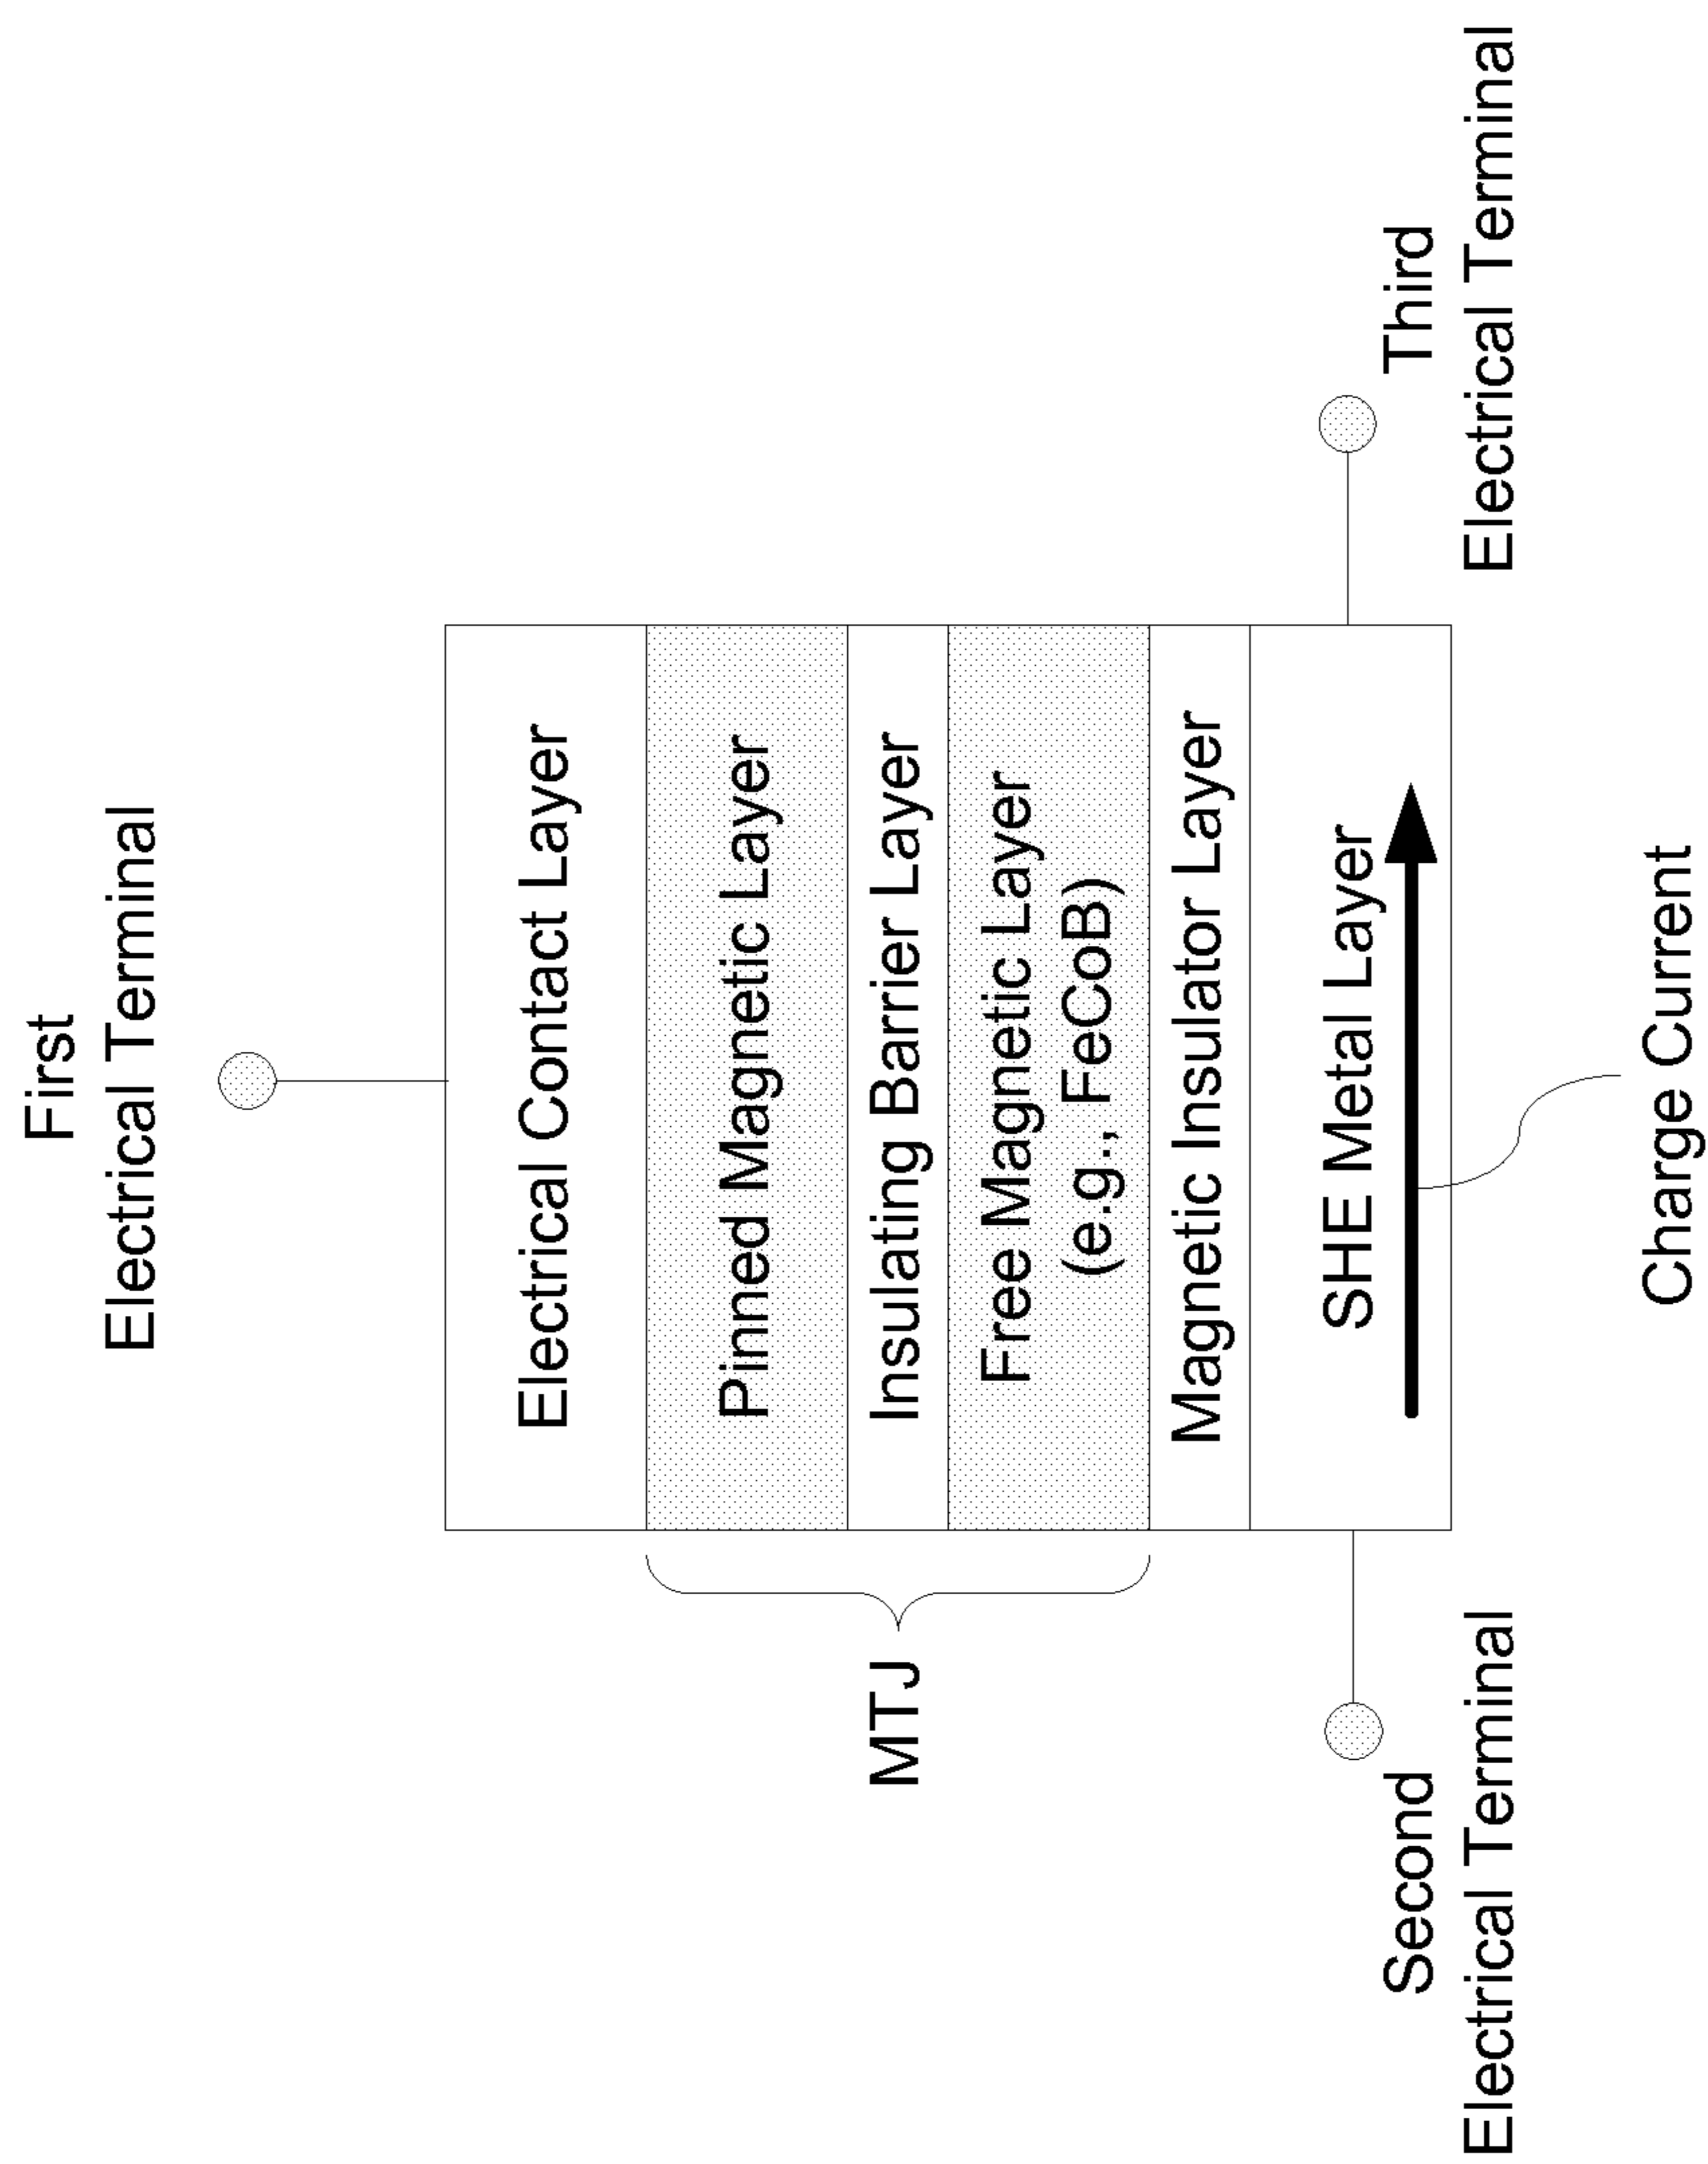 First
Electrical Terminal
Electrical Contact Layer
Pinned Magnetic Layer
Insulating Barrier Layer
Free Magnetic Layer
(e.g., FeCoB)
Magnetic Insulator Layer
SHE Metal Layer
MTJ
Second
Electrical Terminal
Third
Electrical Terminal
Charge Current